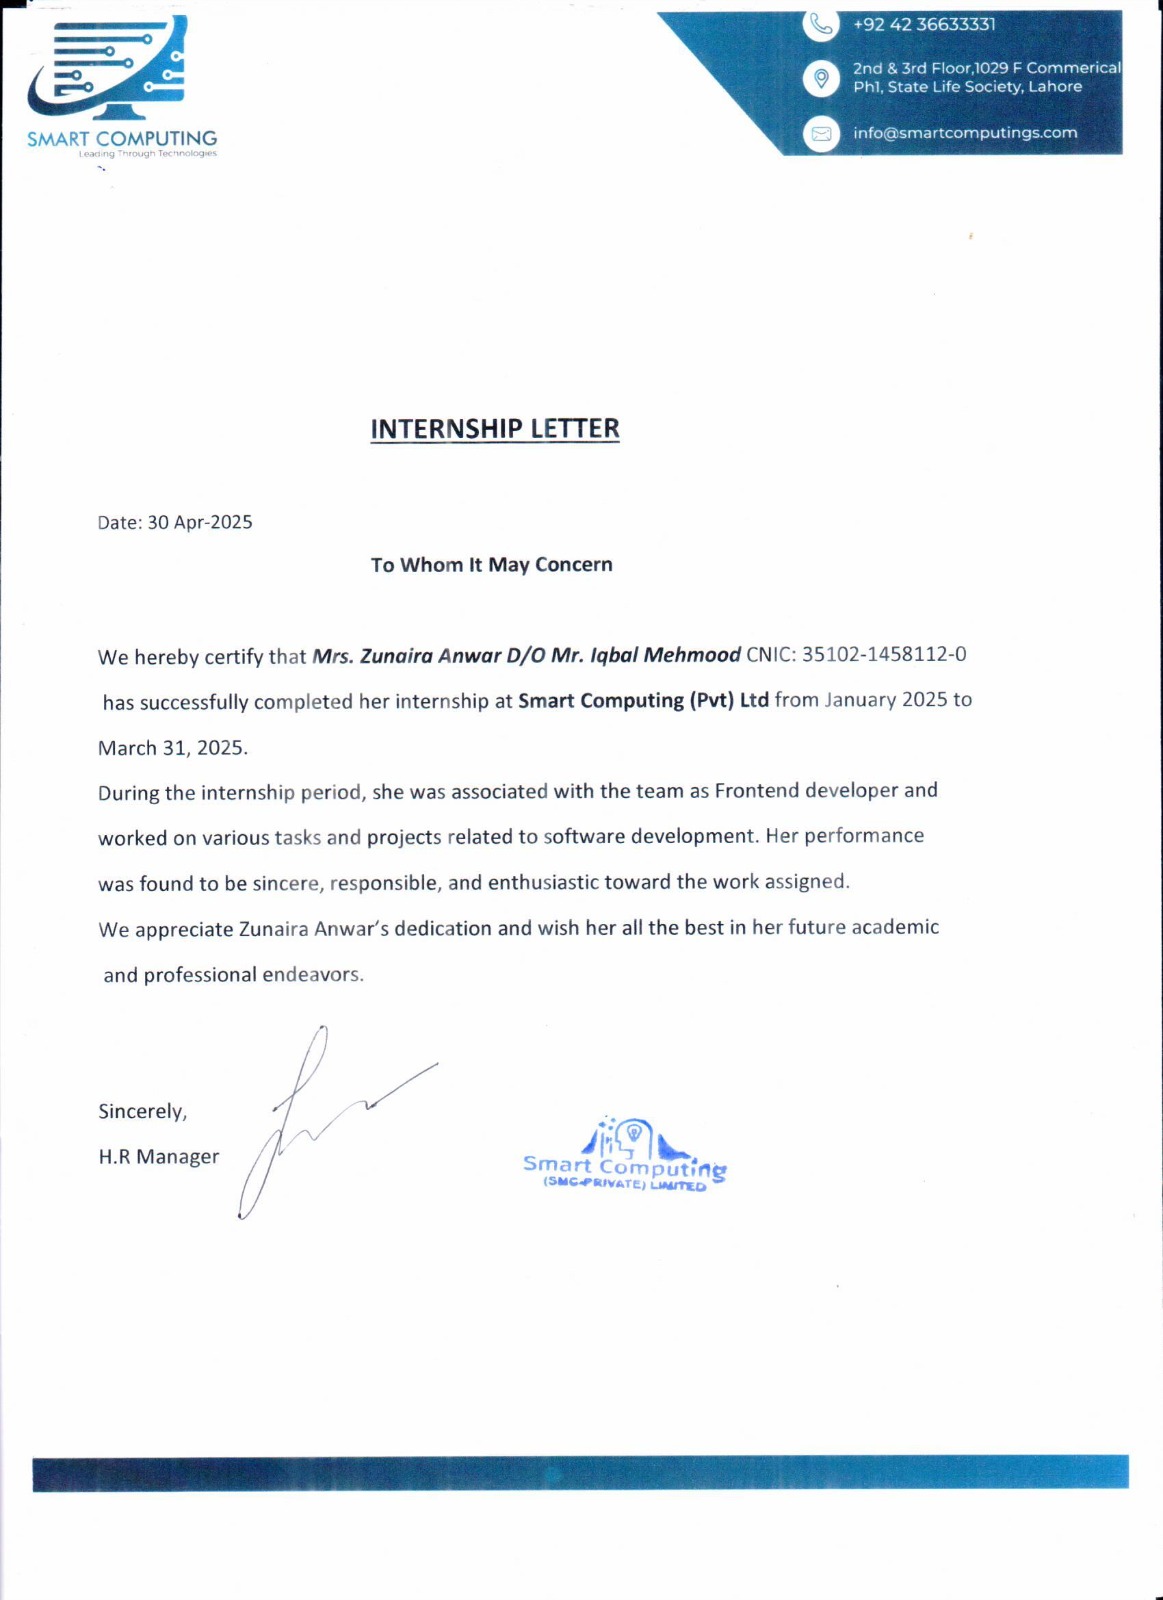 SMART COMPUTING
Leading Through Technologies
+92 42 36633331
2nd & 3rd Floor,1029 F Commerical
Ph1, State Life Society, Lahore
info@smartcomputings.com
INTERNSHIP LETTER
Date: 30 Apr-2025
To Whom It May Concern
We hereby certify that Mrs. Zunaira Anwar D/O Mr. Iqbal Mehmood CNIC: 35102-1458112-0
has successfully completed her internship at Smart Computing (Pvt) Ltd from January 2025 to
March 31, 2025.
During the internship period, she was associated with the team as Frontend developer and
worked on various tasks and projects related to software development. Her performance
was found to be sincere, responsible, and enthusiastic toward the work assigned.
We appreciate Zunaira Anwar's dedication and wish her all the best in her future academic
and professional endeavors.
Sincerely,
H.R Manager
Smart Computing
(SMC-PRIVATE) LIMITED